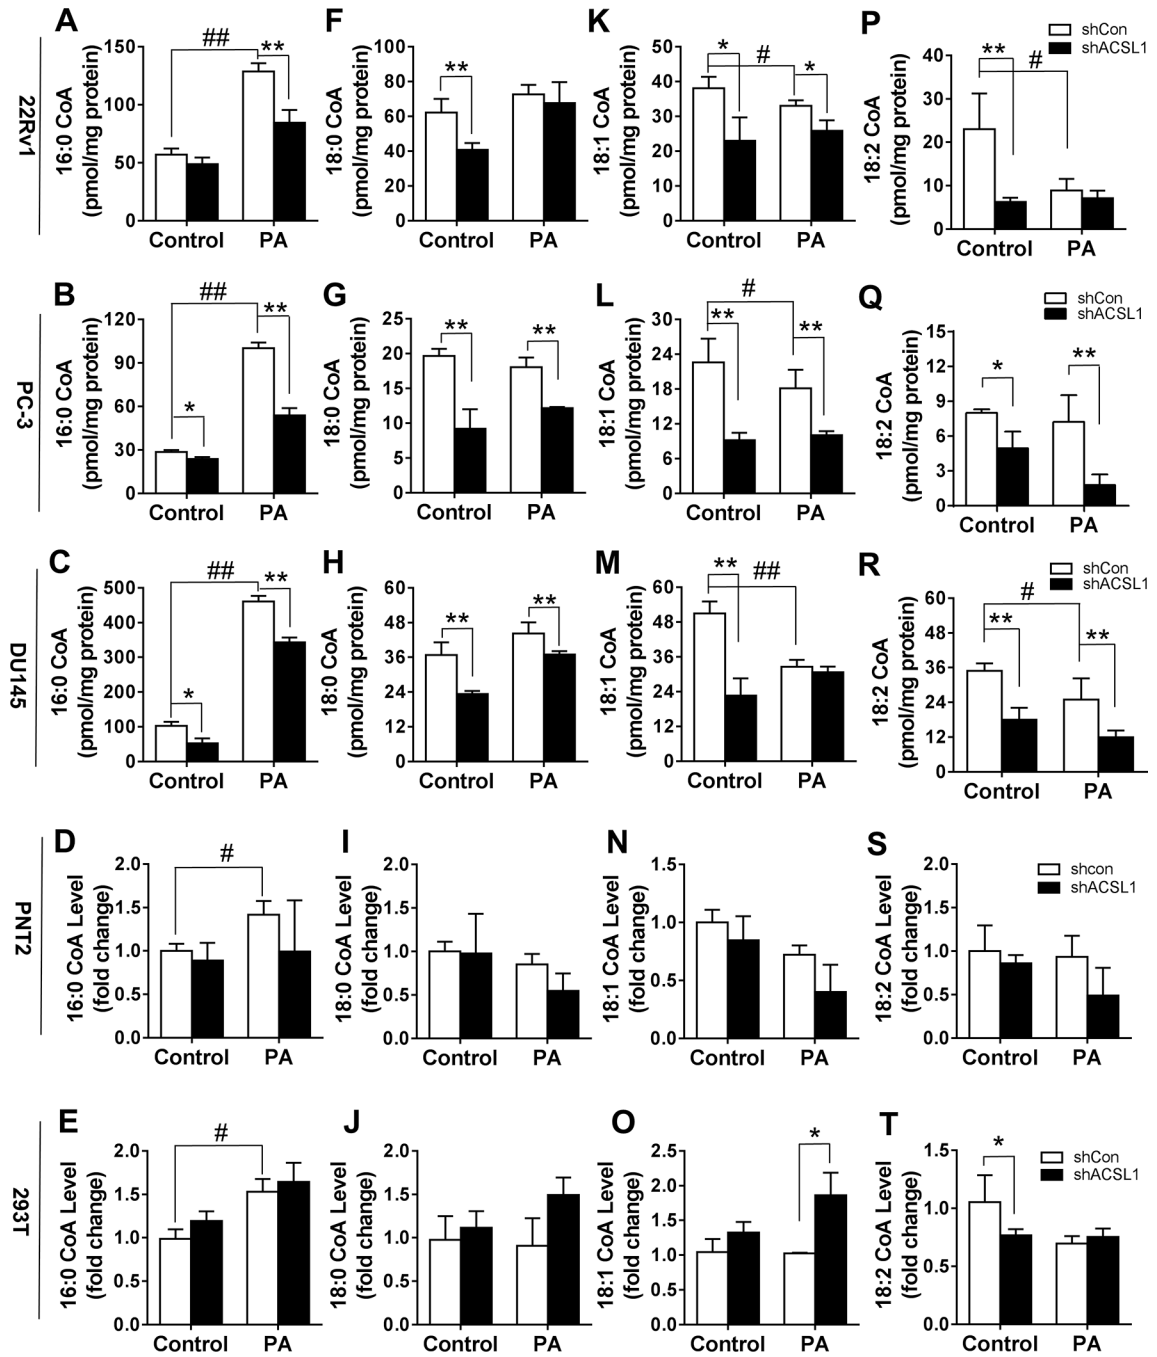 22Rv1
A
16:0 CoA
(pmol/mg protein)
150
100
50
0
##
**
Control PA
F
18:0 CoA
(pmol/mg protein)
100
80
60
40
20
0
**
Control PA
K
18:1 CoA
(pmol/mg protein)
50
40
30
20
10
0
*
#
*
Control PA
P
shCon
shACSL1
18:2 CoA
(pmol/mg protein)
40
30
20
10
0
**
#
Control PA
PC-3
B
16:0 CoA
(pmol/mg protein)
120
90
60
30
0
##
**
*
Control PA
G
18:0 CoA
(pmol/mg protein)
25
20
15
10
5
0
**
**
Control PA
L
18:1 CoA
(pmol/mg protein)
30
24
18
12
6
0
#
**
**
Control PA
Q
shCon
shACSL1
18:2 CoA
(pmol/mg protein)
15
12
9
6
3
0
*
**
Control PA
DU145
C
16:0 CoA
(pmol/mg protein)
500
400
300
200
100
0
##
**
*
Control PA
H
18:0 CoA
(pmol/mg protein)
60
48
36
24
12
0
**
**
Control PA
M
18:1 CoA
(pmol/mg protein)
60
48
36
24
12
0
**
##
Control PA
R
shCon
shACSL1
18:2 CoA
(pmol/mg protein)
60
48
36
24
12
0
#
**
**
Control PA
PNT2
D
16:0 CoA Level
(fold change)
2.0
1.5
1.0
0.5
0.0
#
Control PA
I
18:0 CoA Level
(fold change)
2.0
1.5
1.0
0.5
0.0
Control PA
N
18:1 CoA Level
(fold change)
1.5
1.0
0.5
0.0
Control PA
S
shcon
shACSL1
18:2 CoA Level
(fold change)
2.0
1.5
1.0
0.5
0.0
Control PA
293T
E
16:0 CoA Level
(fold change)
2.0
1.5
1.0
0.5
0.0
#
Control PA
J
18:0 CoA Level
(fold change)
2.0
1.5
1.0
0.5
0.0
Control PA
O
18:1 CoA Level
(fold change)
2.5
2.0
1.5
1.0
0.5
0.0
*
Control PA
T
shCon
shACSL1
18:2 CoA Level
(fold change)
1.5
1.0
0.5
0.0
*
Control PA